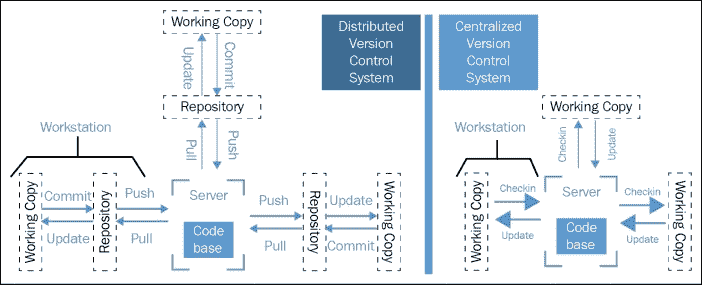 Working Copy
Update
Commit
Repository
Pull
Push
Workstation
Working Copy
Commit
Update
Repository
Push
Pull
Server
Code
base
Push
Pull
Repository
Update
Commit
Working Copy
Distributed
Version
Control
System
Centralized
Version
Control
System
Working Copy
Checkin
Update
Workstation
Working Copy
Checkin
Update
Server
Code
base
Checkin
Update
Working Copy